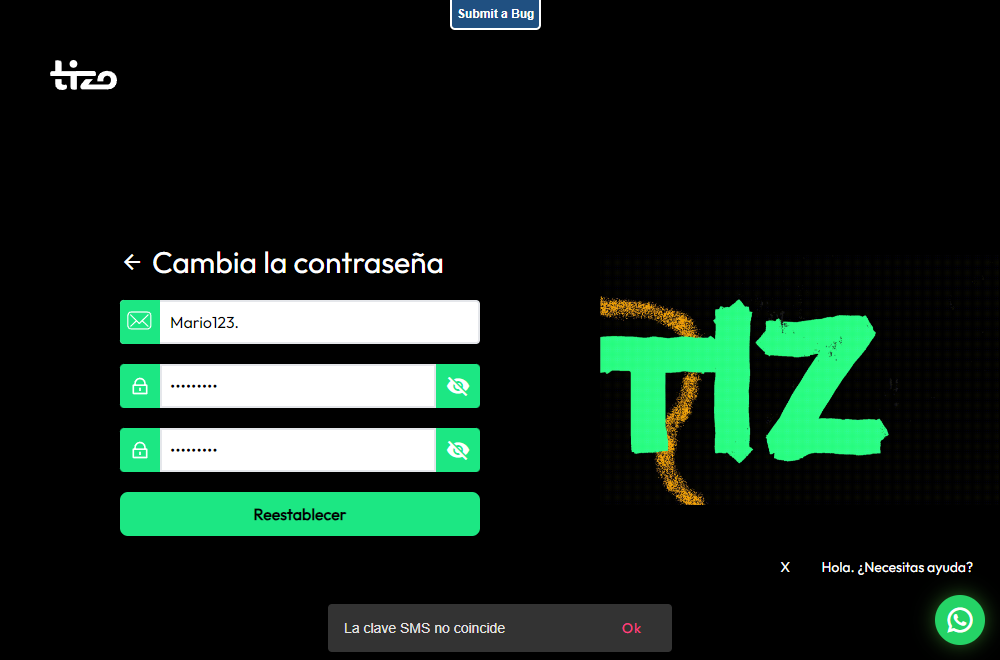 Submit a Bug
tizo
← Cambia la contraseña
Mario123.
•••••••••
•••••••••
Reestablecer
TIZ
X Hola. ¿Necesitas ayuda?
La clave SMS no coincide Ok